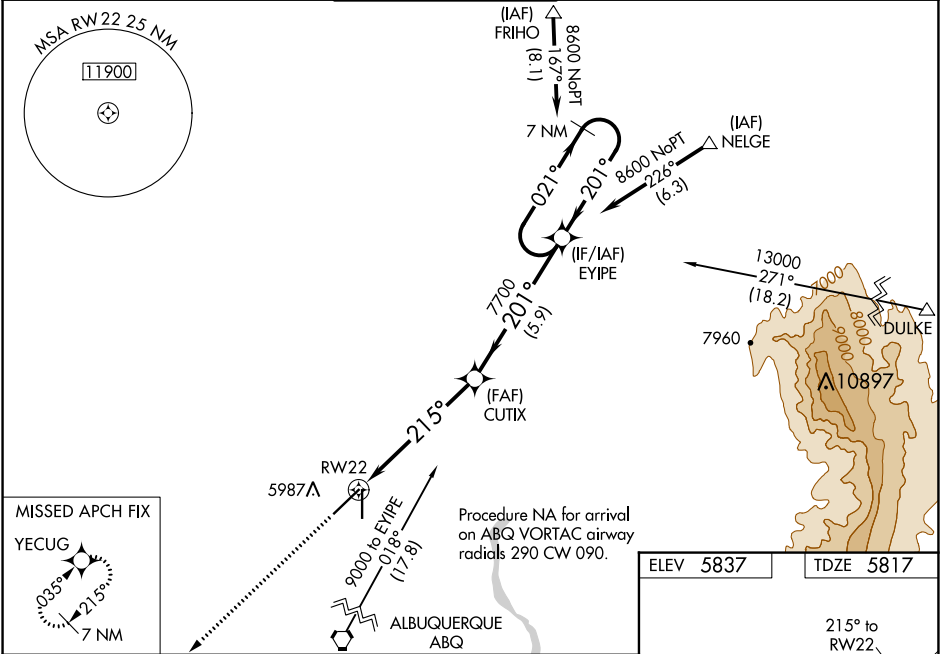 MSA RW 22 25 NM
11900
(IAF)
FRIHO
8600 NoPT
167°
(8.1)
7 NM
(IAF)
NELGE
8600 NoPT
226°
(6.3)
021°
201°
(IF/IAF)
EYIPE
7700
201°
(5.9)
13000
271°
(18.2)
DULKE
7000
8000
9000
7960
10897
(FAF)
CUTIX
215°
RW22
5987
MISSED APCH FIX
YECUG
035°
215°
7 NM
9000 to EYIPE
018°
(17.8)
Procedure NA for arrival
on ABQ VORTAC airway
radials 290 CW 090.
ALBUQUERQUE
ABQ
ELEV 5837
TDZE 5817
215° to
RW22